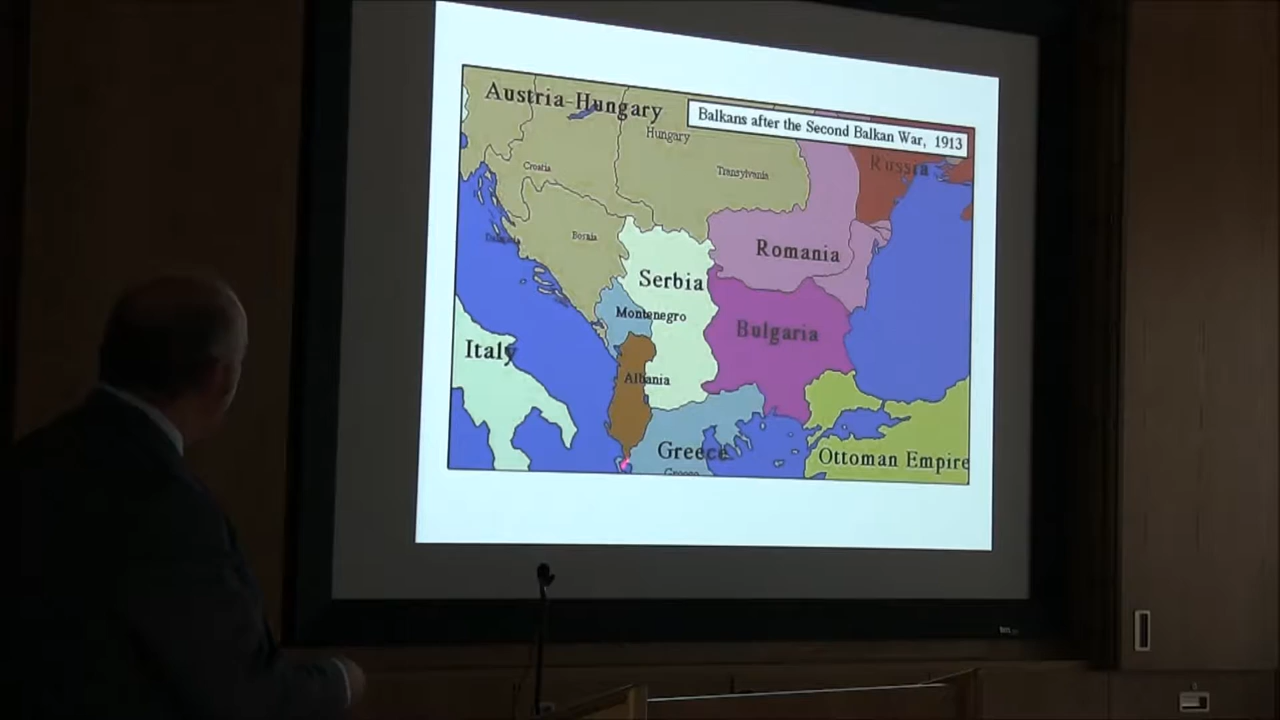 Austria-Hungary
Balkans after the Second Balkan War, 1913
Hungary
Russia
Croatia
Transylvania
Bosnia
Romania
Serbia
Montenegro
Bulgaria
Italy
Albania
Greece
Ottoman Empire
Greece